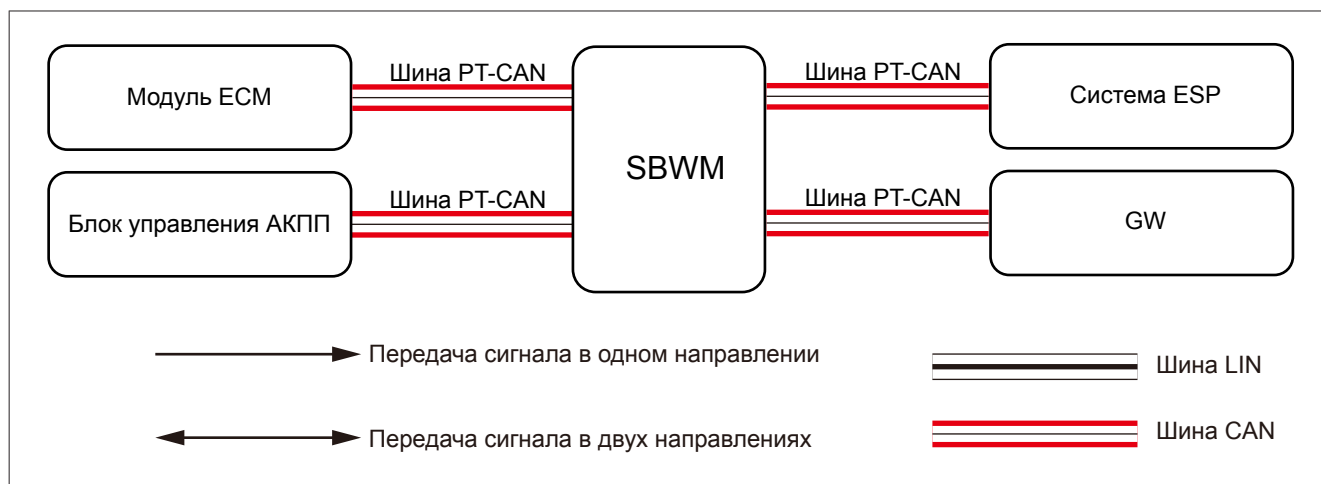 Модуль ECM
Шина PT-CAN
Блок управления АКПП
Шина PT-CAN
SBWM
Шина PT-CAN
Система ESP
Шина PT-CAN
GW
Передача сигнала в одном направлении
Передача сигнала в двух направлениях
Шина LIN
Шина CAN